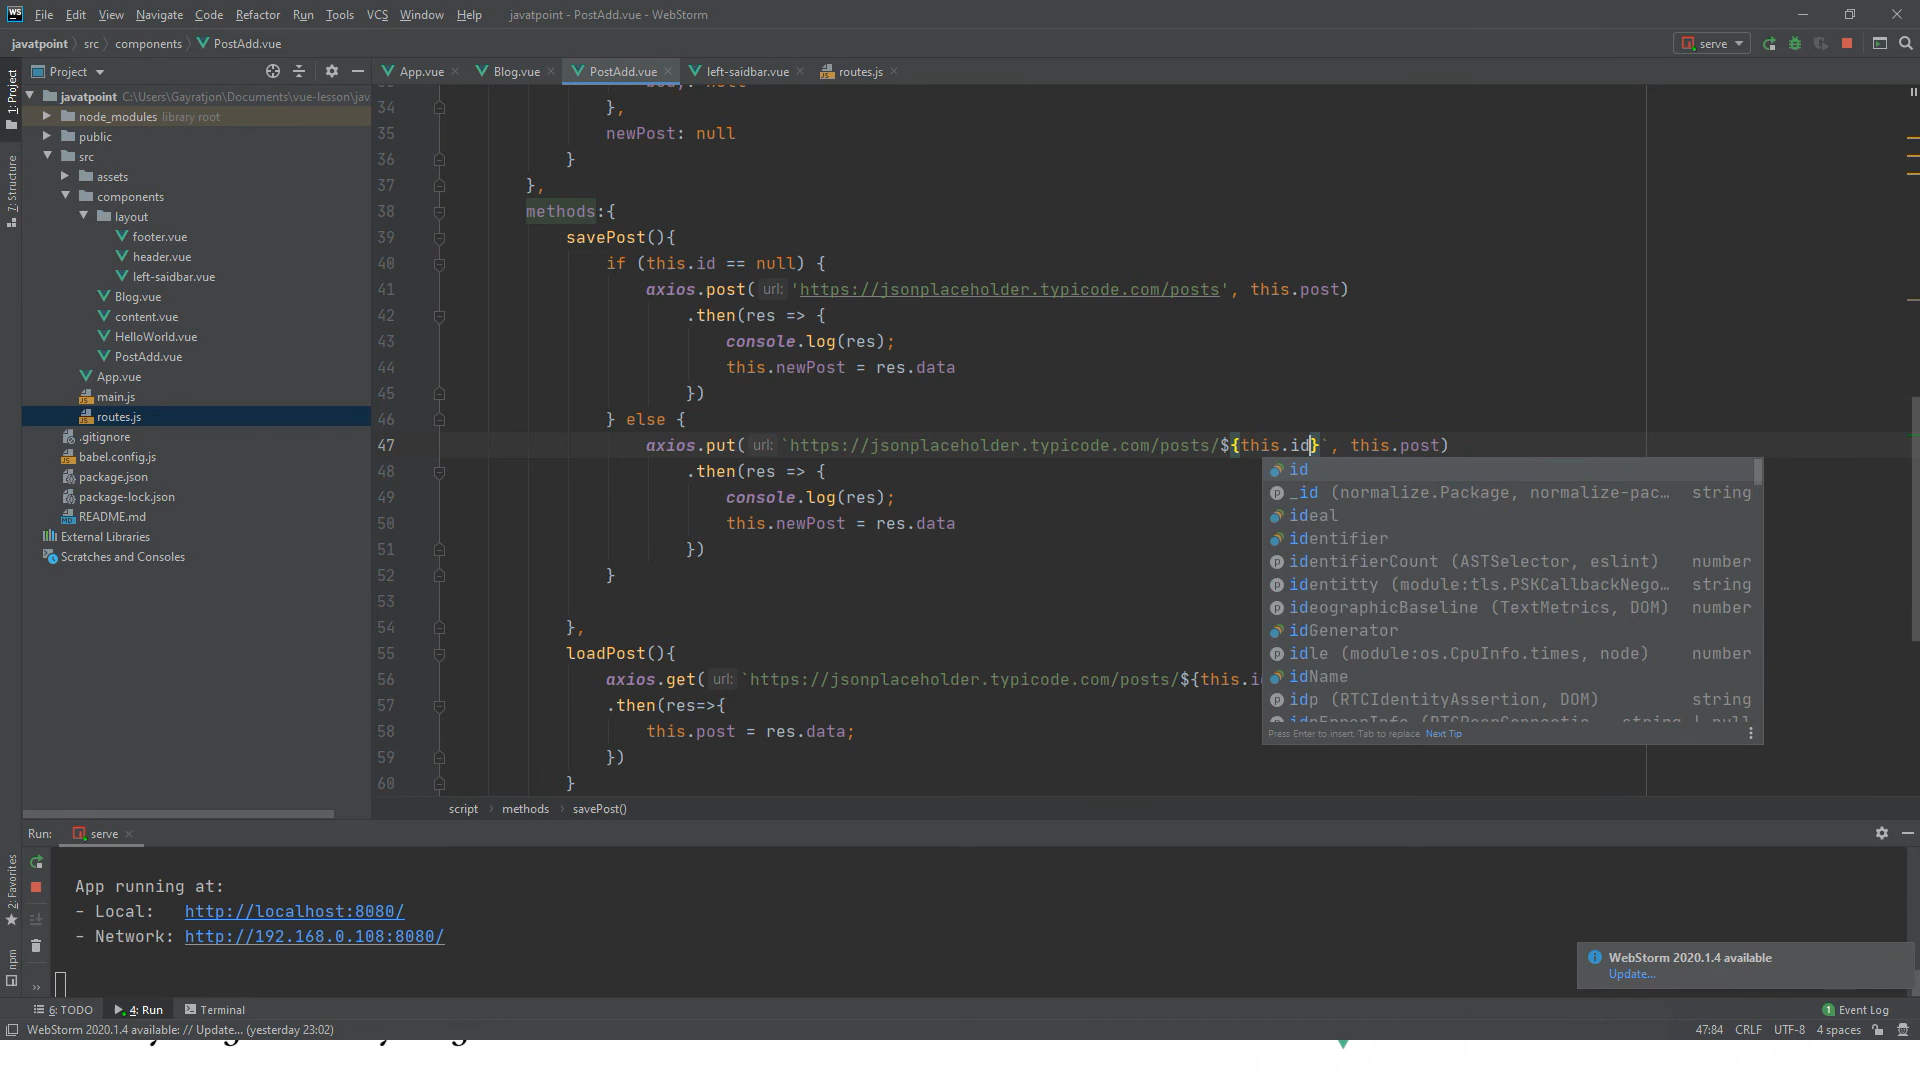 WS File Edit View Navigate Code Refactor Run Tools VCS Window Help javatpoint - PostAdd.vue - WebStorm
javatpoint src components PostAdd.vue serve
Project App.vue Blog.vue PostAdd.vue left-saidbar.vue routes.js
1: Project
7: Structure
2: Favorites
npm
javatpoint C:\Users\Gayratjon\Documents\vue-lesson\jav
node_modules library root
public
src
assets
components
layout
footer.vue
header.vue
left-saidbar.vue
Blog.vue
content.vue
HelloWorld.vue
PostAdd.vue
App.vue
main.js
routes.js
.gitignore
babel.config.js
package.json
package-lock.json
README.md
External Libraries
Scratches and Consoles
34 },
35 newPost: null
36 }
37 },
38 methods:{
39 savePost(){
40 if (this.id == null) {
41 axios.post( url: 'https://jsonplaceholder.typicode.com/posts', this.post)
42 .then(res => {
43 console.log(res);
44 this.newPost = res.data
45 })
46 } else {
47 axios.put( url: `https://jsonplaceholder.typicode.com/posts/${this.id}`, this.post)
48 .then(res => {
49 console.log(res);
50 this.newPost = res.data
51 })
52 }
53
54 },
55 loadPost(){
56 axios.get( url: `https://jsonplaceholder.typicode.com/posts/${this.i
57 .then(res=>{
58 this.post = res.data;
59 })
60 }
id
_id (normalize.Package, normalize-pac... string
ideal
identifier
identifierCount (ASTSelector, eslint) number
identitty (module:tls.PSKCallbackNego... string
ideographicBaseline (TextMetrics, DOM) number
idGenerator
idle (module:os.CpuInfo.times, node) number
idName
idp (RTCIdentityAssertion, DOM) string
Press Enter to insert, Tab to replace Next Tip
script methods savePost()
Run: serve
App running at:
- Local: http://localhost:8080/
- Network: http://192.168.0.108:8080/
WebStorm 2020.1.4 available
Update...
6: TODO 4: Run Terminal 1 Event Log
WebStorm 2020.1.4 available: // Update... (yesterday 23:02) 47:84 CRLF UTF-8 4 spaces